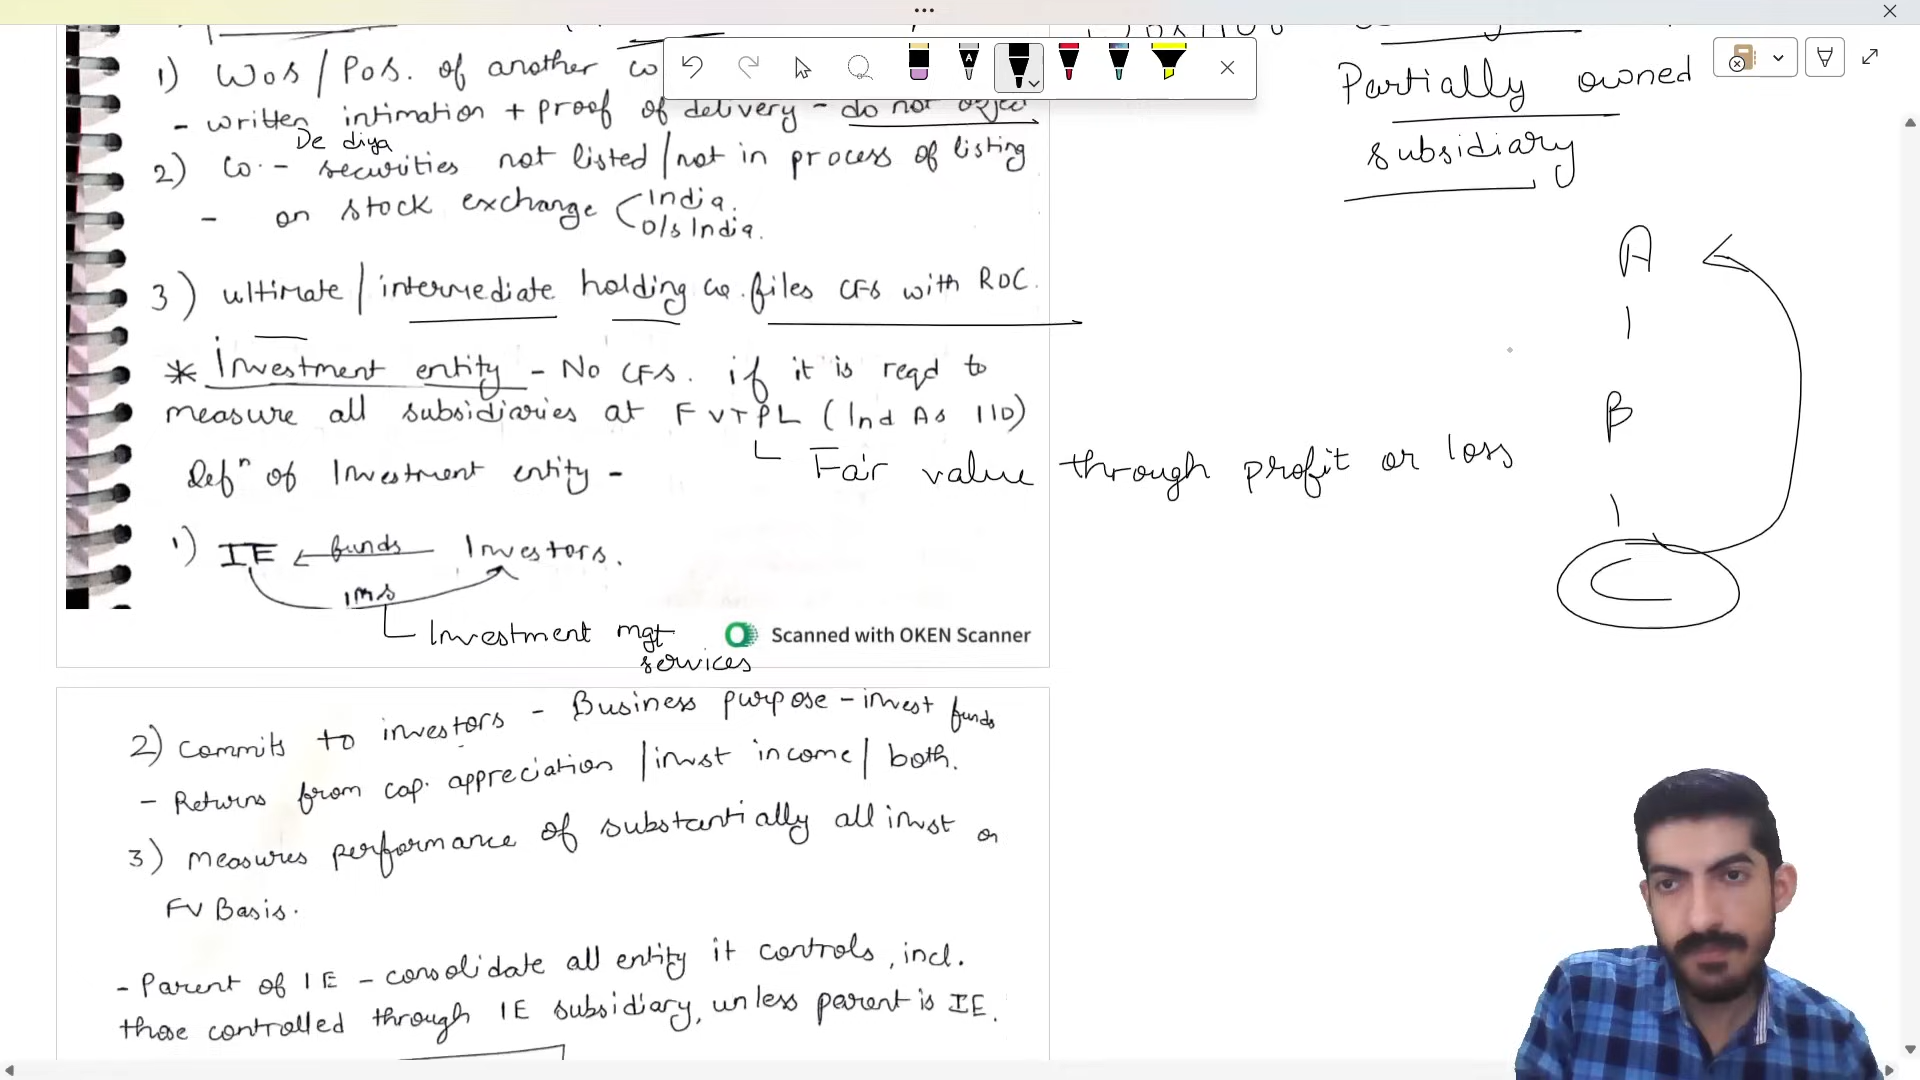 1) WOS / POS. of another co
- written intimation + proof of delivery - do not object
De diya
2) Co. - securities not listed / not in process of listing
- on stock exchange India.
O/s India.
3) ultimate / intermediate holding co. files CFS with ROC.
* Investment entity - No CFS. if it is reqd to
measure all subsidiaries at FVTPL (Ind As 110)
Fair value through profit or loss
Defⁿ of Investment entity -
1) IE funds Investors.
IMS
Investment mgt
services
Scanned with OKEN Scanner
2) commits to investors - Business purpose - invest funds
- Returns from cap. appreciation / invst income / both.
3) measures performance of substantially all invst on
FV Basis.
- Parent of IE - consolidate all entity it controls, incl.
those controlled through IE subsidiary, unless parent is IE.
Partially owned
subsidiary
A
B
C